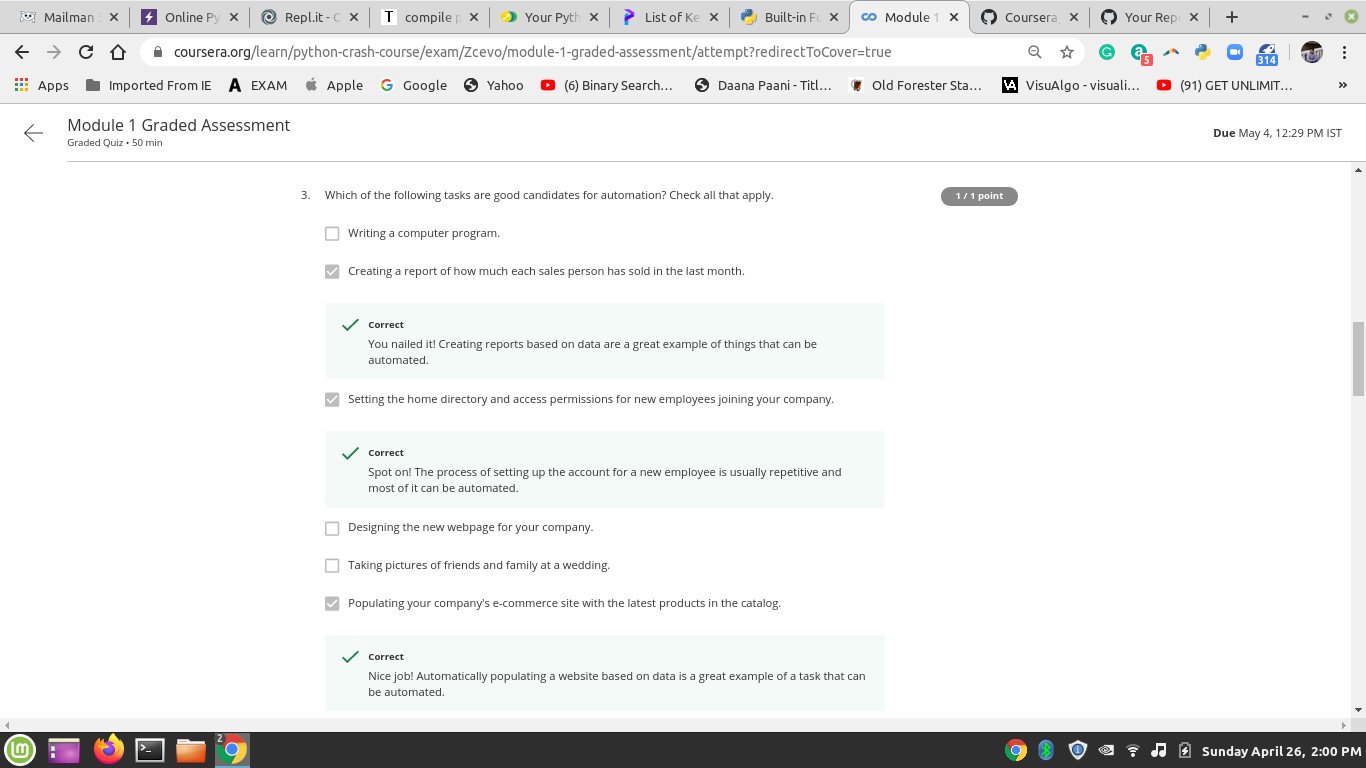 Mailman
Online Py
Repl.it - C
T compile p
Your Pyth
List of Ke
Built-in Fu
Module 1
Coursera
Your Repo
coursera.org/learn/python-crash-course/exam/Zcevo/module-1-graded-assessment/attempt?redirectToCover=true
5
314
Apps
Imported From IE
A EXAM
Apple
G Google
Yahoo
(6) Binary Search…
Daana Paani - Titl…
Old Forester Sta…
VisuAlgo - visuali…
(91) GET UNLIMIT…
»
Module 1 Graded Assessment
Graded Quiz • 50 min
Due May 4, 12:29 PM IST
3. Which of the following tasks are good candidates for automation? Check all that apply.
1 / 1 point
Writing a computer program.
Creating a report of how much each sales person has sold in the last month.
Correct
You nailed it! Creating reports based on data are a great example of things that can be
automated.
Setting the home directory and access permissions for new employees joining your company.
Correct
Spot on! The process of setting up the account for a new employee is usually repetitive and
most of it can be automated.
Designing the new webpage for your company.
Taking pictures of friends and family at a wedding.
Populating your company's e-commerce site with the latest products in the catalog.
Correct
Nice job! Automatically populating a website based on data is a great example of a task that can
be automated.
2
Sunday April 26, 2:00 PM